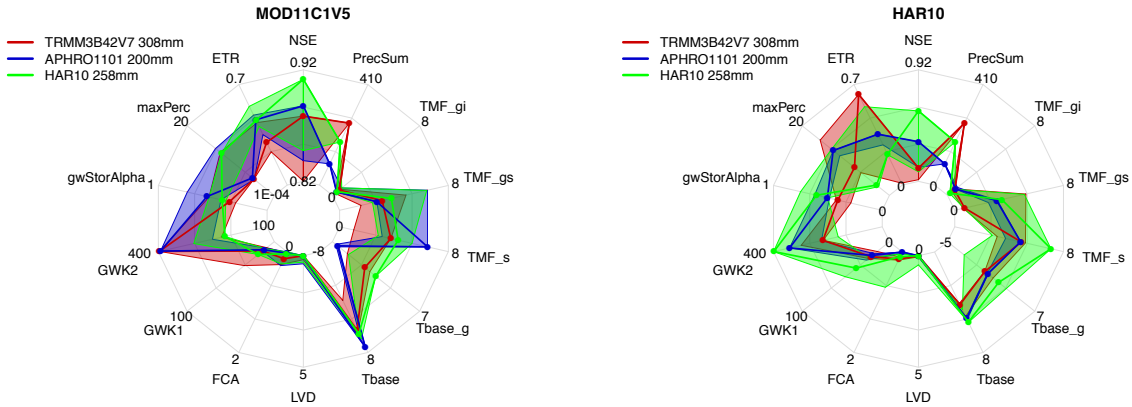 MOD11C1V5
TRMM3B42V7 308mm
APHRO1101 200mm
HAR10 258mm
NSE
0.92
PrecSum
410
TMF_gi
8
TMF_gs
8
TMF_s
8
Tbase_g
7
Tbase
8
LVD
5
FCA
2
GWK1
100
GWK2
400
gwStorAlpha
1
maxPerc
20
ETR
0.7
0.82
1E-04
0
100
0
0
-8
HAR10
TRMM3B42V7 308mm
APHRO1101 200mm
HAR10 258mm
NSE
0.92
PrecSum
410
TMF_gi
8
TMF_gs
8
TMF_s
8
Tbase_g
7
Tbase
8
LVD
5
FCA
2
GWK1
100
GWK2
400
gwStorAlpha
1
maxPerc
20
ETR
0.7
0
0
0
0
0
0
-5